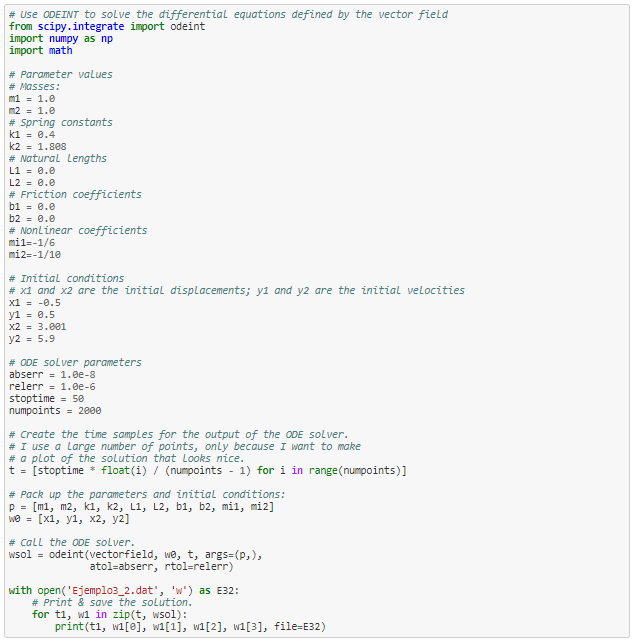 # Use ODEINT to solve the differential equations defined by the vector field
from scipy.integrate import odeint
import numpy as np
import math

# Parameter values
# Masses:
m1 = 1.0
m2 = 1.0
# Spring constants
k1 = 0.4
k2 = 1.808
# Natural lengths
L1 = 0.0
L2 = 0.0
# Friction coefficients
b1 = 0.0
b2 = 0.0
# Nonlinear coefficients
mi1=-1/6
mi2=-1/10

# Initial conditions
# x1 and x2 are the initial displacements; y1 and y2 are the initial velocities
x1 = -0.5
y1 = 0.5
x2 = 3.001
y2 = 5.9

# ODE solver parameters
abserr = 1.0e-8
relerr = 1.0e-6
stoptime = 50
numpoints = 2000

# Create the time samples for the output of the ODE solver.
# I use a large number of points, only because I want to make
# a plot of the solution that looks nice.
t = [stoptime * float(i) / (numpoints - 1) for i in range(numpoints)]

# Pack up the parameters and initial conditions:
p = [m1, m2, k1, k2, L1, L2, b1, b2, mi1, mi2]
w0 = [x1, y1, x2, y2]

# Call the ODE solver.
wsol = odeint(vectorfield, w0, t, args=(p,),
              atol=abserr, rtol=relerr)

with open('Ejemplo3_2.dat', 'w') as E32:
    # Print & save the solution.
    for t1, w1 in zip(t, wsol):
        print(t1, w1[0], w1[1], w1[2], w1[3], file=E32)